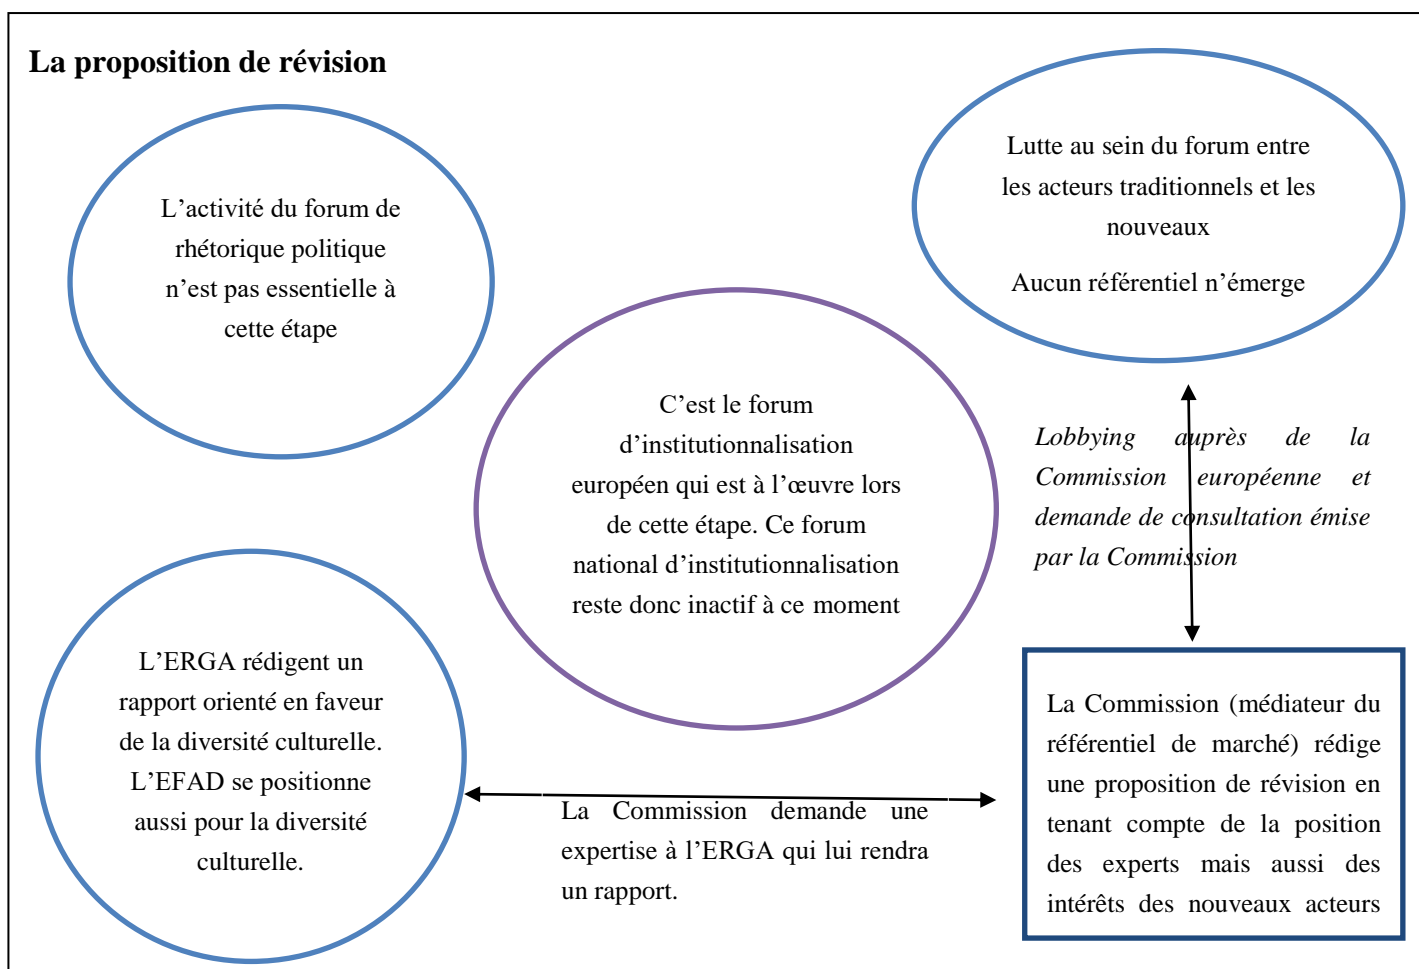 La proposition de révision
L’activité du forum de
rhétorique politique
n’est pas essentielle à
cette étape
Lutte au sein du forum entre
les acteurs traditionnels et les
nouveaux
Aucun référentiel n’émerge
C’est le forum
d’institutionnalisation
européen qui est à l’œuvre lors
de cette étape. Ce forum
national d’institutionnalisation
reste donc inactif à ce moment
Lobbying auprès de la
Commission européenne et
demande de consultation émise
par la Commission
L’ERGA rédigent un
rapport orienté en faveur
de la diversité culturelle.
L’EFAD se positionne
aussi pour la diversité
culturelle.
La Commission demande une
expertise à l’ERGA qui lui rendra
un rapport.
La Commission (médiateur du
référentiel de marché) rédige
une proposition de révision en
tenant compte de la position
des experts mais aussi des
intérêts des nouveaux acteurs